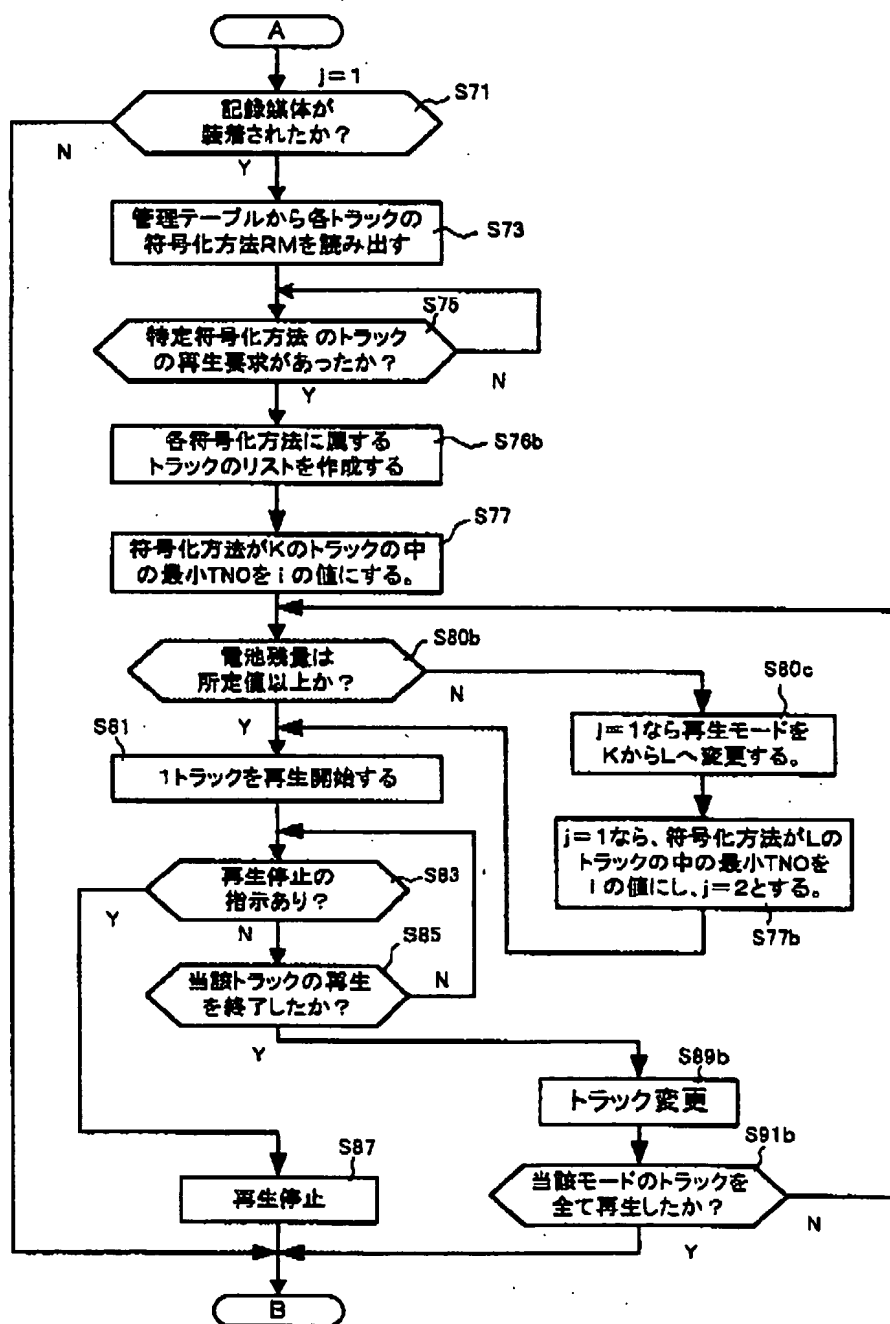 A
j=1
S71
記録媒体が
装着されたか？
N
Y
管理テーブルから各トラックの
符号化方法RMを読み出す
S73
S75
特定符号化方法 のトラック
の再生要求があったか？
N
Y
各符号化方法に属する
トラックのリストを作成する
S76b
S77
符号化方法がKのトラックの中
の最小TNOをiの値にする。
S80b
電池残量は
所定値以上か？
N
Y
S80c
j=1なら再生モードを
KからLへ変更する。
S81
1トラックを再生開始する
j=1なら、符号化方法がLの
トラックの中の最小TNOを
iの値にし、j=2とする。
S77b
再生停止の
指示あり？
S83
Y
N
S85
当該トラックの再生
を終了したか？
N
Y
S89b
トラック変更
S91b
当該モードのトラックを
全て再生したか？
N
Y
S87
再生停止
B